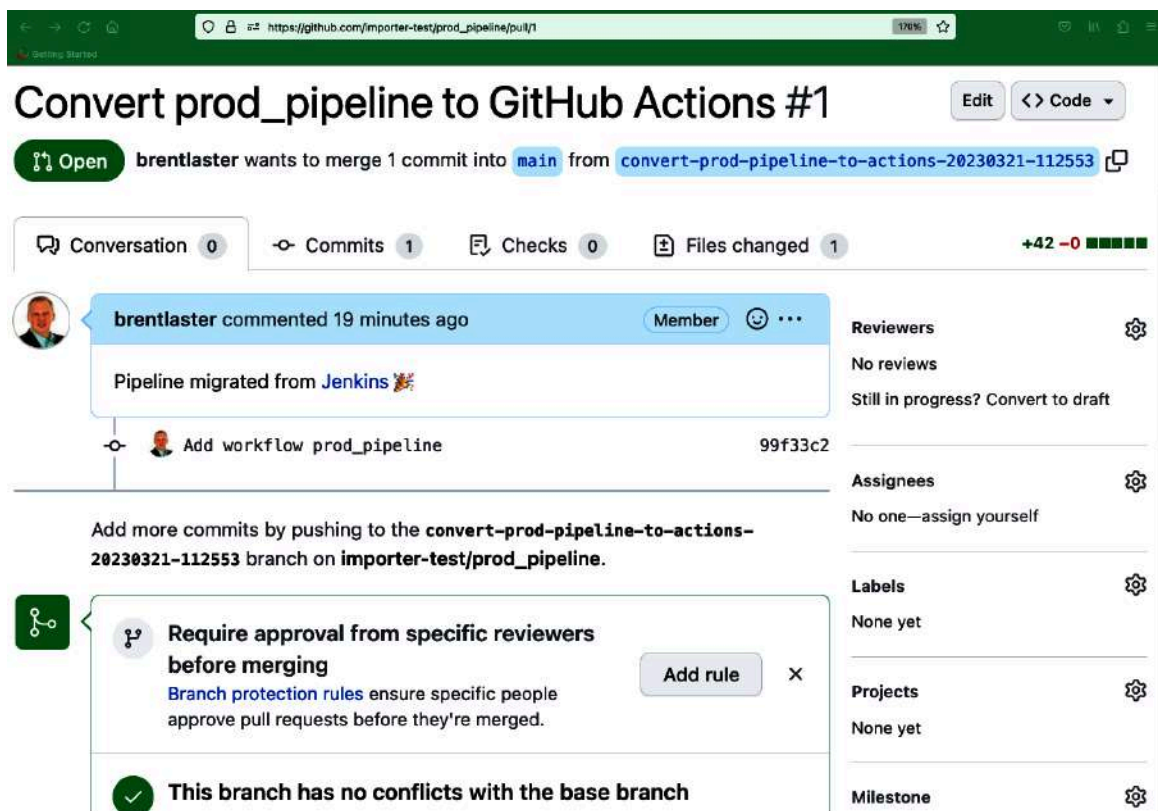 https://github.com/importer-test/prod_pipeline/pull/1
170%
Getting Started
Convert prod_pipeline to GitHub Actions #1
Edit
<> Code
Open
brentlaster wants to merge 1 commit into main from convert-prod-pipeline-to-actions-20230321-112553
Conversation 0
Commits 1
Checks 0
Files changed 1
+42 −0
brentlaster commented 19 minutes ago
Member
Pipeline migrated from Jenkins 🎉
Add workflow prod_pipeline
99f33c2
Add more commits by pushing to the convert-prod-pipeline-to-actions-
20230321-112553 branch on importer-test/prod_pipeline.
Require approval from specific reviewers
before merging
Branch protection rules ensure specific people
approve pull requests before they're merged.
Add rule
This branch has no conflicts with the base branch
Reviewers
No reviews
Still in progress? Convert to draft
Assignees
No one—assign yourself
Labels
None yet
Projects
None yet
Milestone